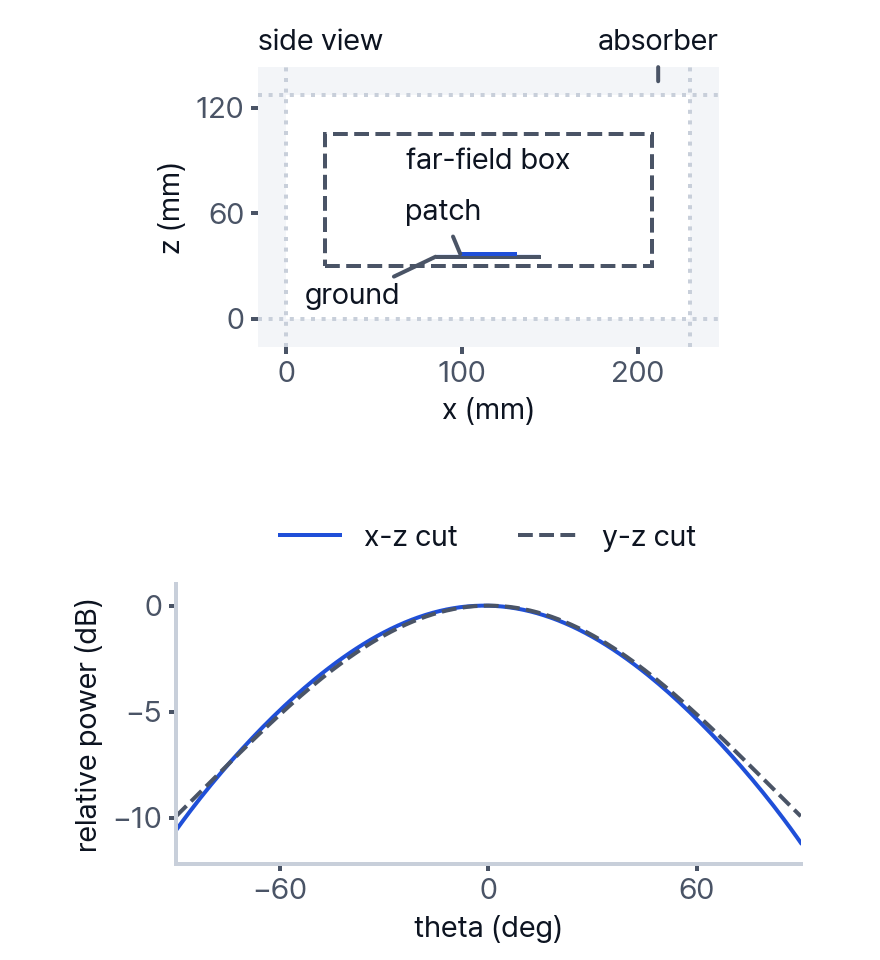 side view
absorber
120
60
0
z (mm)
far-field box
patch
ground
0
100
200
x (mm)
x-z cut
y-z cut
0
−5
−10
relative power (dB)
−60
0
60
theta (deg)